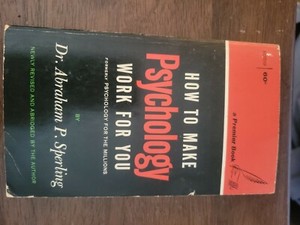 60c
a Premier Book
HOW TO MAKE
Psychology
WORK FOR YOU
FORMERLY PSYCHOLOGY FOR THE MILLIONS
BY
Dr. Abraham P. Sperling
NEWLY REVISED AND ABRIDGED BY THE AUTHOR